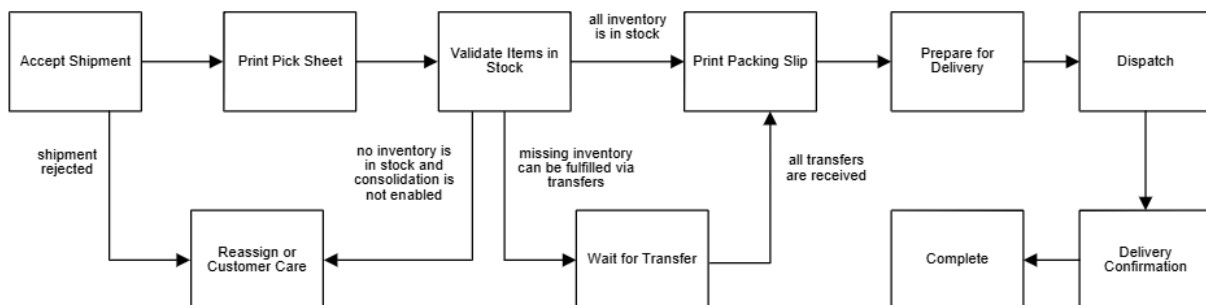 all inventory
is in stock
Accept Shipment
Print Pick Sheet
Validate Items in
Stock
Print Packing Slip
Prepare for
Delivery
Dispatch
shipment
rejected
no inventory is
in stock and
consolidation is
not enabled
missing inventory
can be fulfilled via
transfers
all transfers
are received
Reassign or
Customer Care
Wait for Transfer
Complete
Delivery
Confirmation